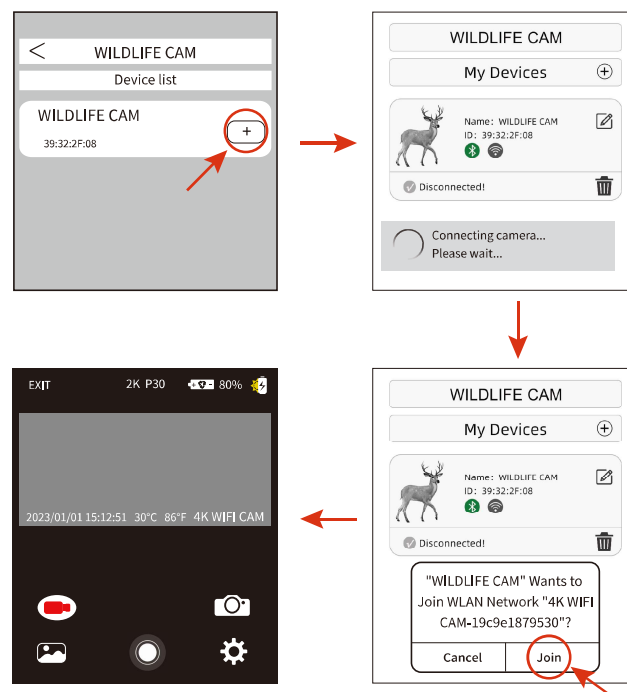 < WILDLIFE CAM
Device list
WILDLIFE CAM
39:32:2F:08
+
WILDLIFE CAM
My Devices
Name: WILDLIFE CAM
ID: 39:32:2F:08
Disconnected!
Connecting camera...
Please wait...
EXIT 2K P30 80%
2023/01/01 15:12:51 30°C 86°F 4K WIFI CAM
WILDLIFE CAM
My Devices
Name: WILDLIFE CAM
ID: 39:32:2F:08
Disconnected!
"WILDLIFE CAM" Wants to
Join WLAN Network "4K WIFI
CAM-19c9e1879530"?
Cancel Join